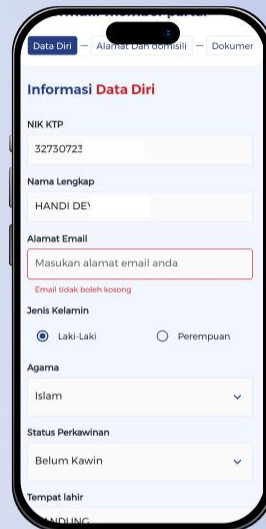 Data Diri — Alamat Dan domisili — Dokumen
Informasi Data Diri
NIK KTP
3273072
Nama Lengkap
HANDI DE
Alamat Email
Masukan alamat email anda
Email tidak boleh kosong
Jenis Kelamin
Laki-Laki Perempuan
Agama
Islam
Status Perkawinan
Belum Kawin
Tempat lahir
BANDUNG